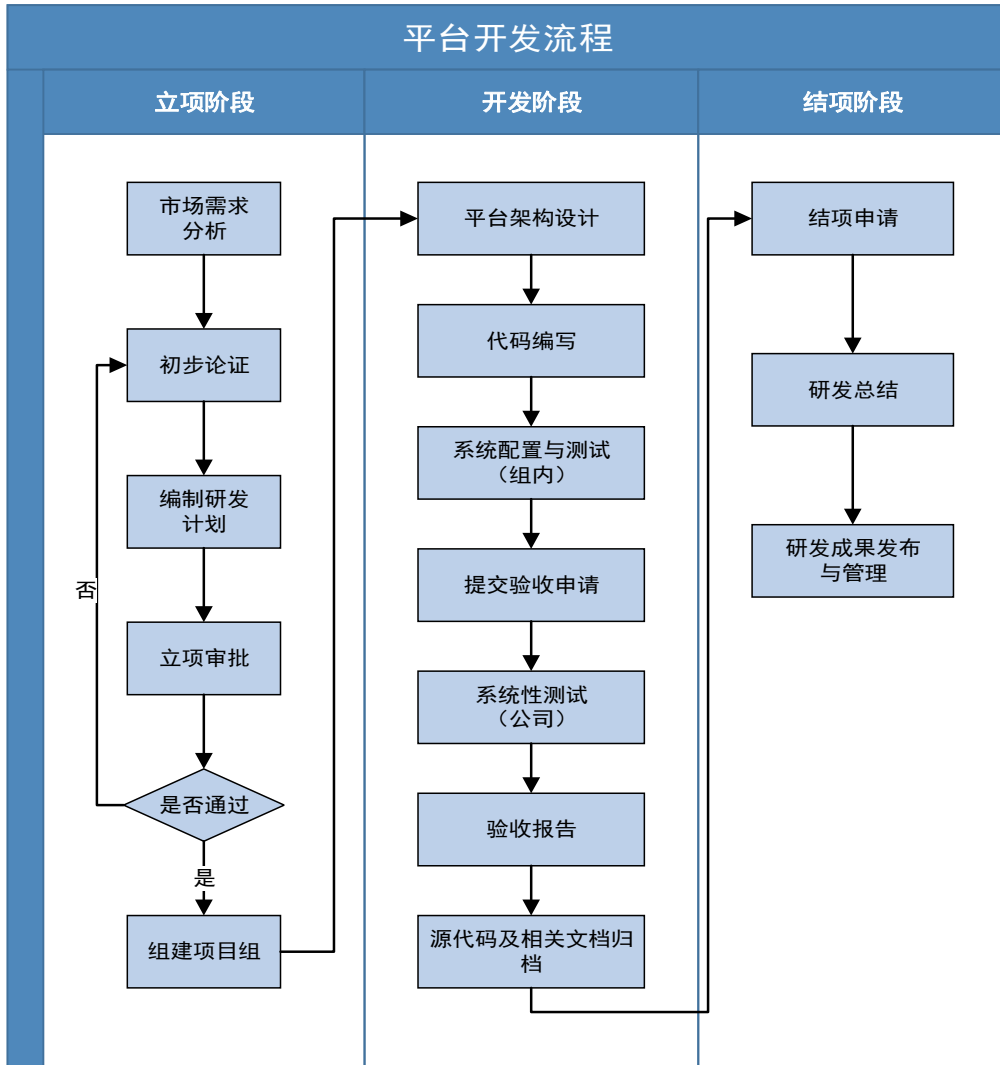 平台开发流程
立项阶段
开发阶段
结项阶段
市场需求
分析
初步论证
编制研发
计划
立项审批
是否通过
否
是
组建项目组
平台架构设计
代码编写
系统配置与测试
（组内）
提交验收申请
系统性测试
（公司）
验收报告
源代码及相关文档归
档
结项申请
研发总结
研发成果发布
与管理